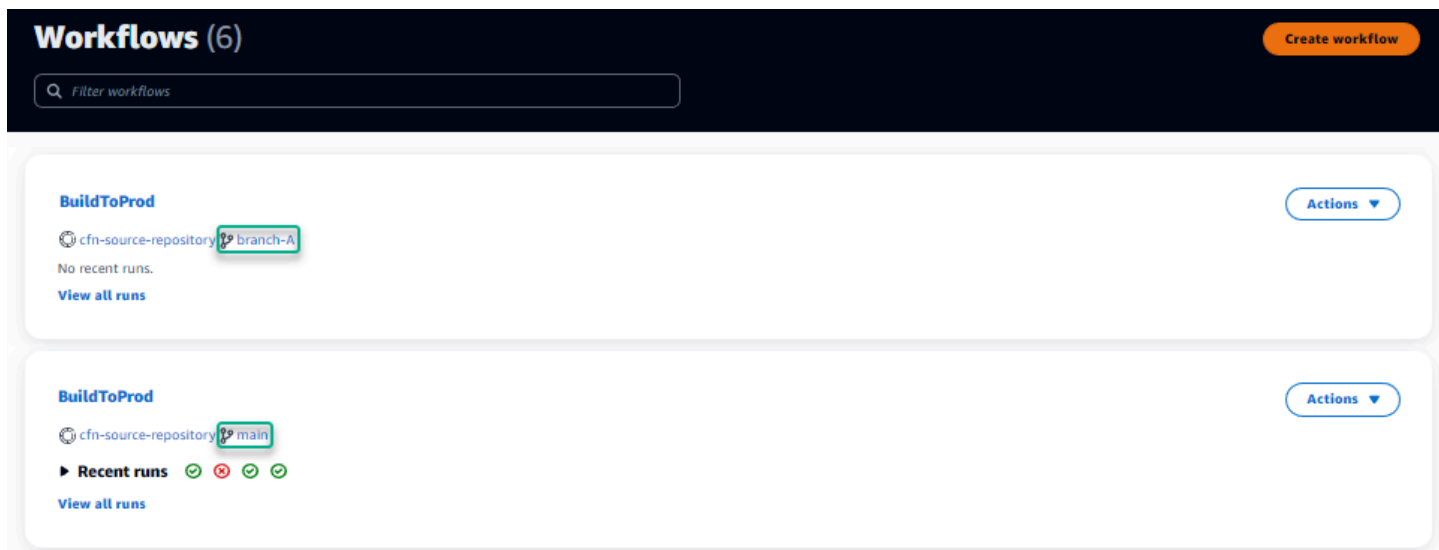 Workflows (6)
Create workflow
Filter workflows
BuildToProd
Actions
cfn-source-repository branch-A
No recent runs.
View all runs
BuildToProd
Actions
cfn-source-repository main
Recent runs
View all runs